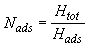 N_ads = H_tot / H_ads